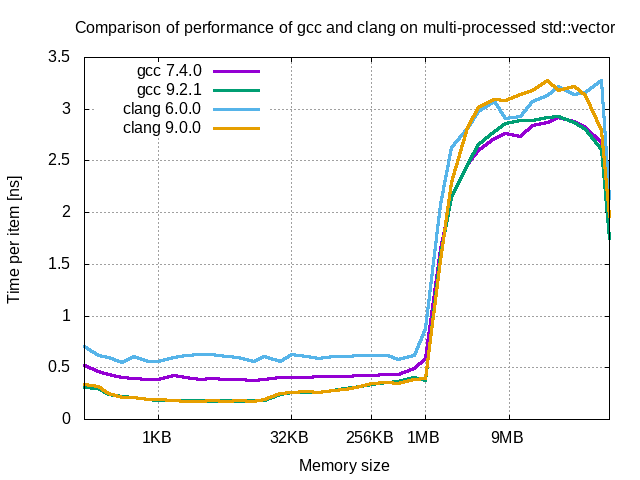 Comparison of performance of gcc and clang on multi-processed std::vector
3.5
3
2.5
2
1.5
1
0.5
0
Time per item [ns]
gcc 7.4.0
gcc 9.2.1
clang 6.0.0
clang 9.0.0
1KB 32KB 256KB 1MB 9MB
Memory size